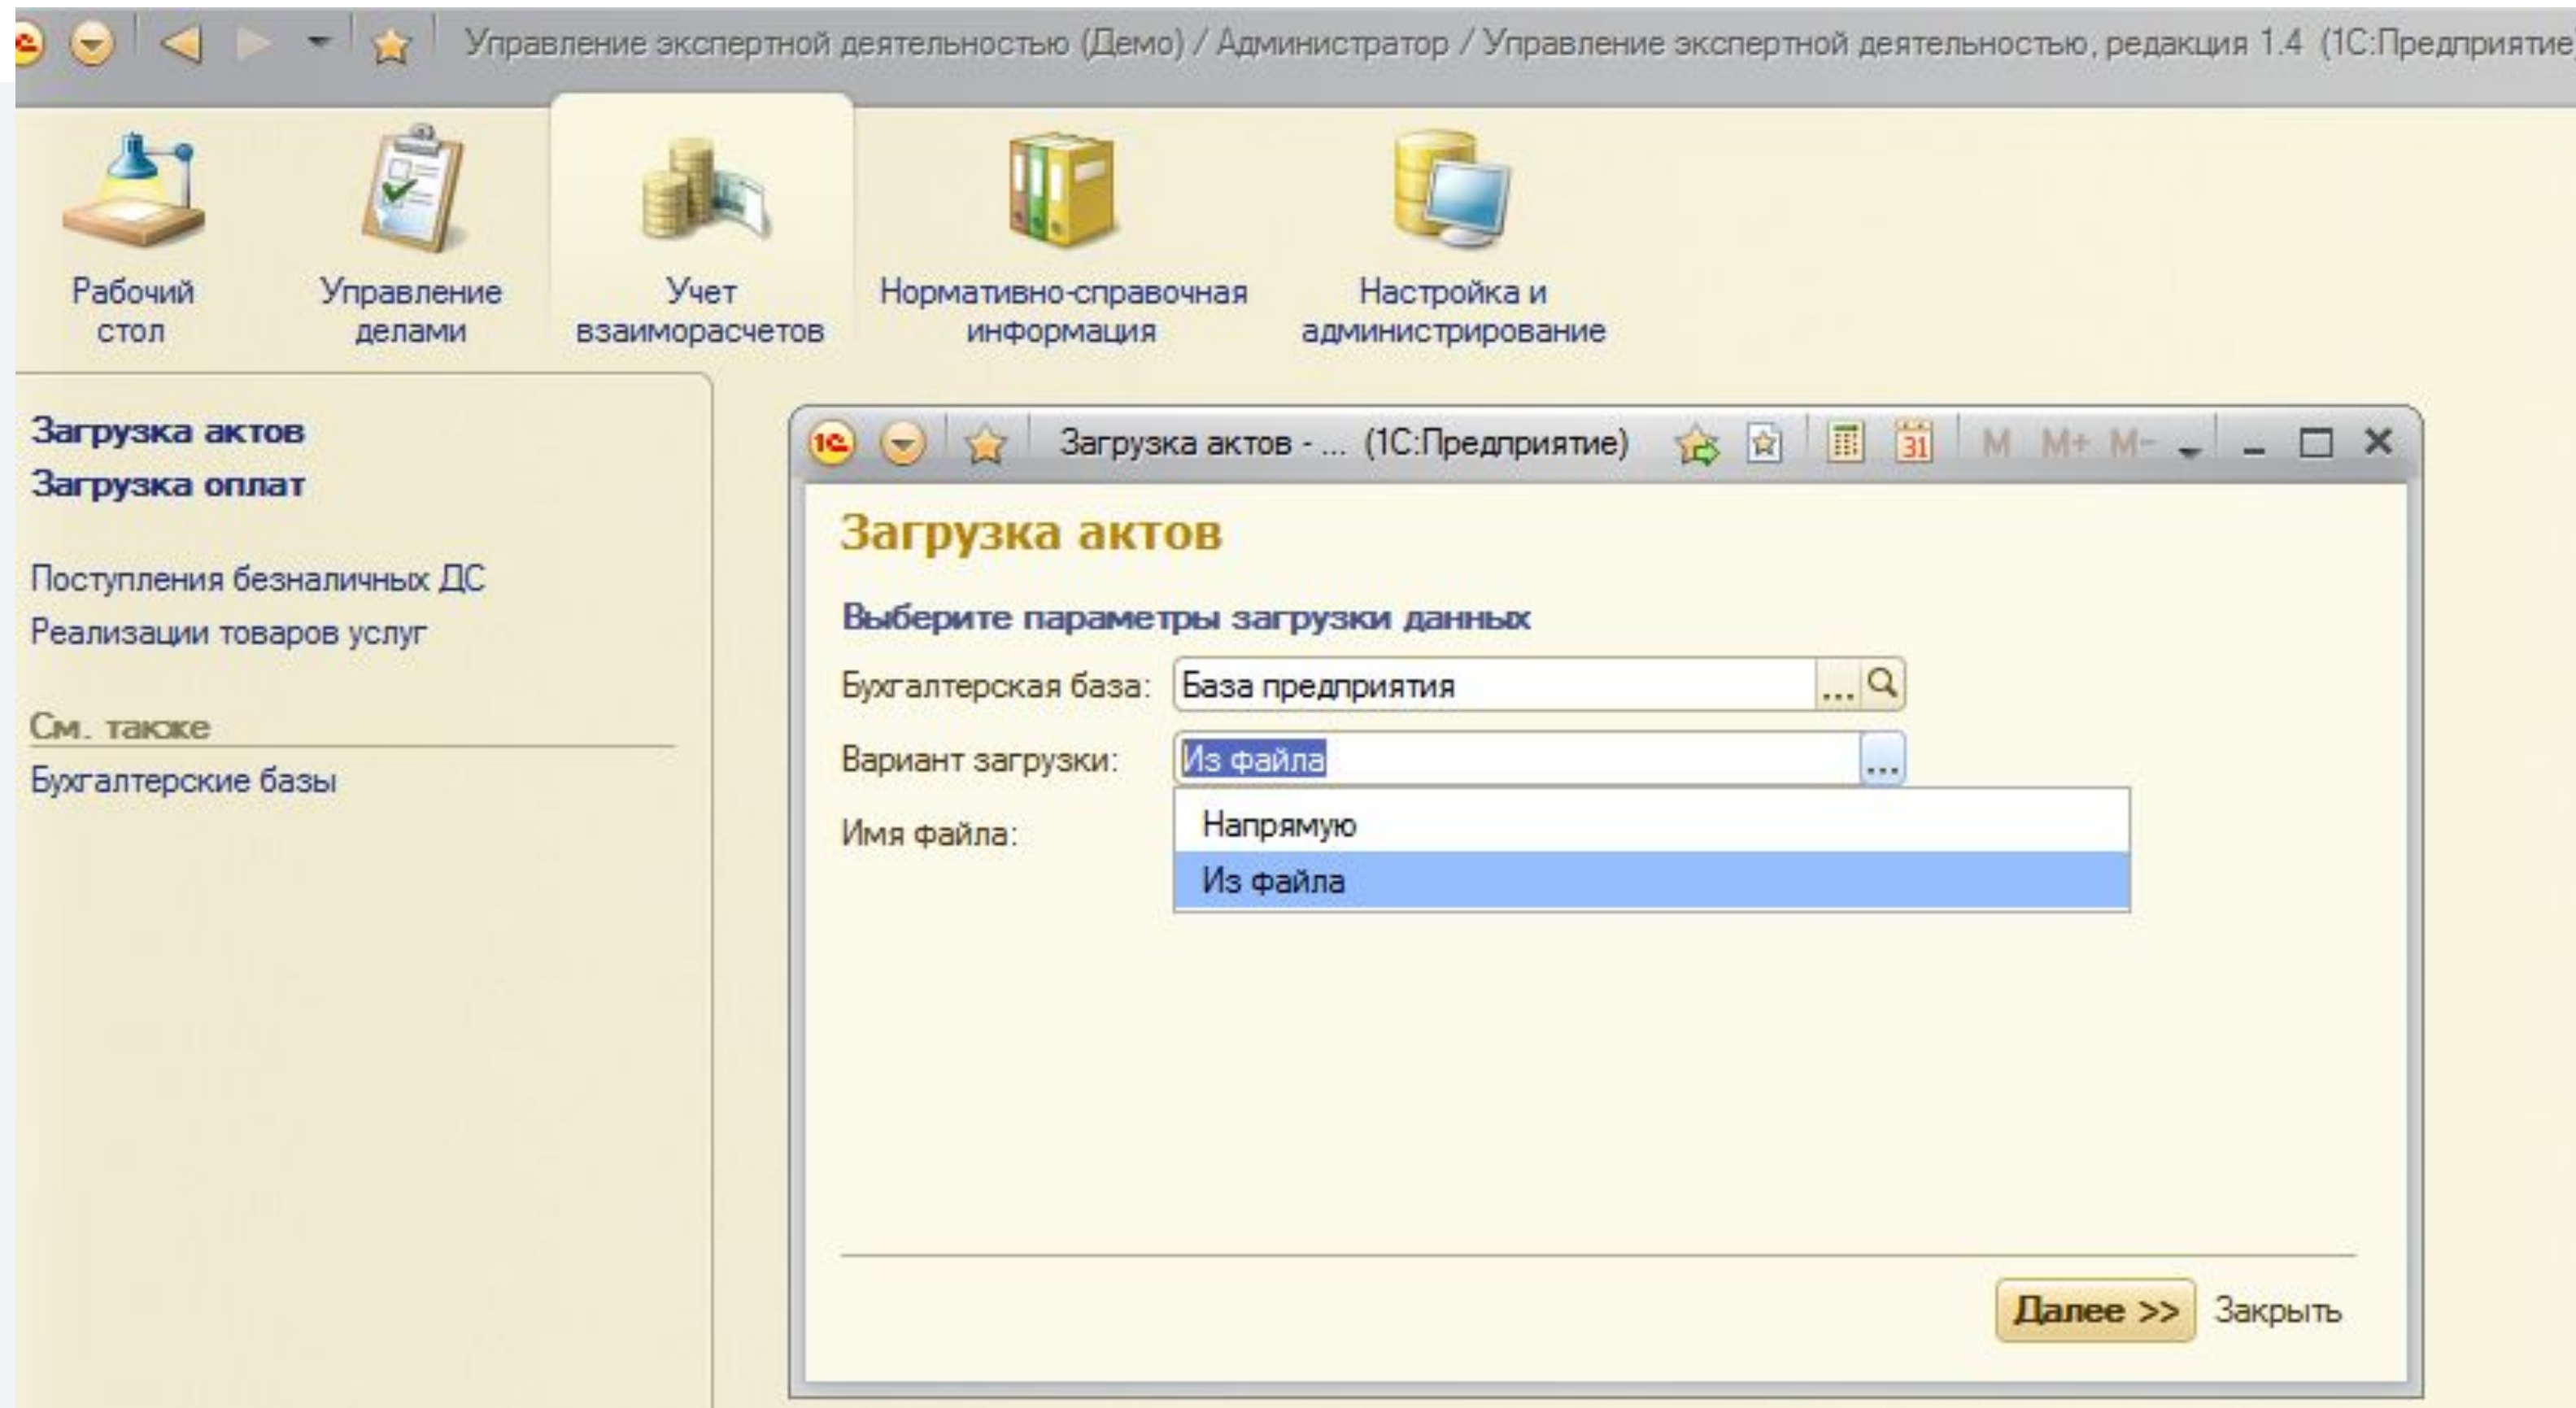 Управление экспертной деятельностью (Демо) / Администратор / Управление экспертной деятельностью, редакция 1.4 (1С:Предприятие)
Рабочий
стол
Управление
делами
Учет
взаиморасчетов
Нормативно-справочная
информация
Настройка и
администрирование
Загрузка актов
Загрузка оплат
Поступления безналичных ДС
Реализации товаров услуг
См. также
Бухгалтерские базы
1С Загрузка актов - ... (1С:Предприятие) 31 M M+ M-
Загрузка актов
Выберите параметры загрузки данных
Бухгалтерская база: База предприятия ...
Вариант загрузки: Из файла ...
Имя файла:
Напрямую
Из файла
Далее >> Закрыть